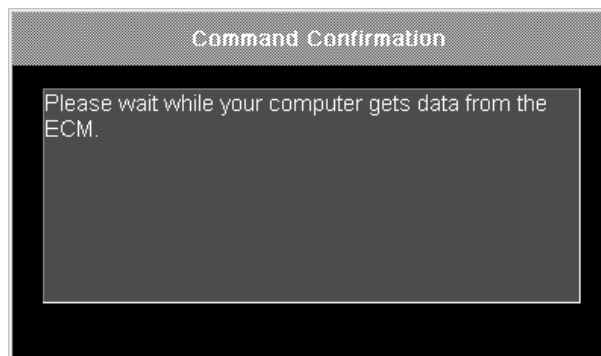 Command Confirmation
Please wait while your computer gets data from the
ECM.